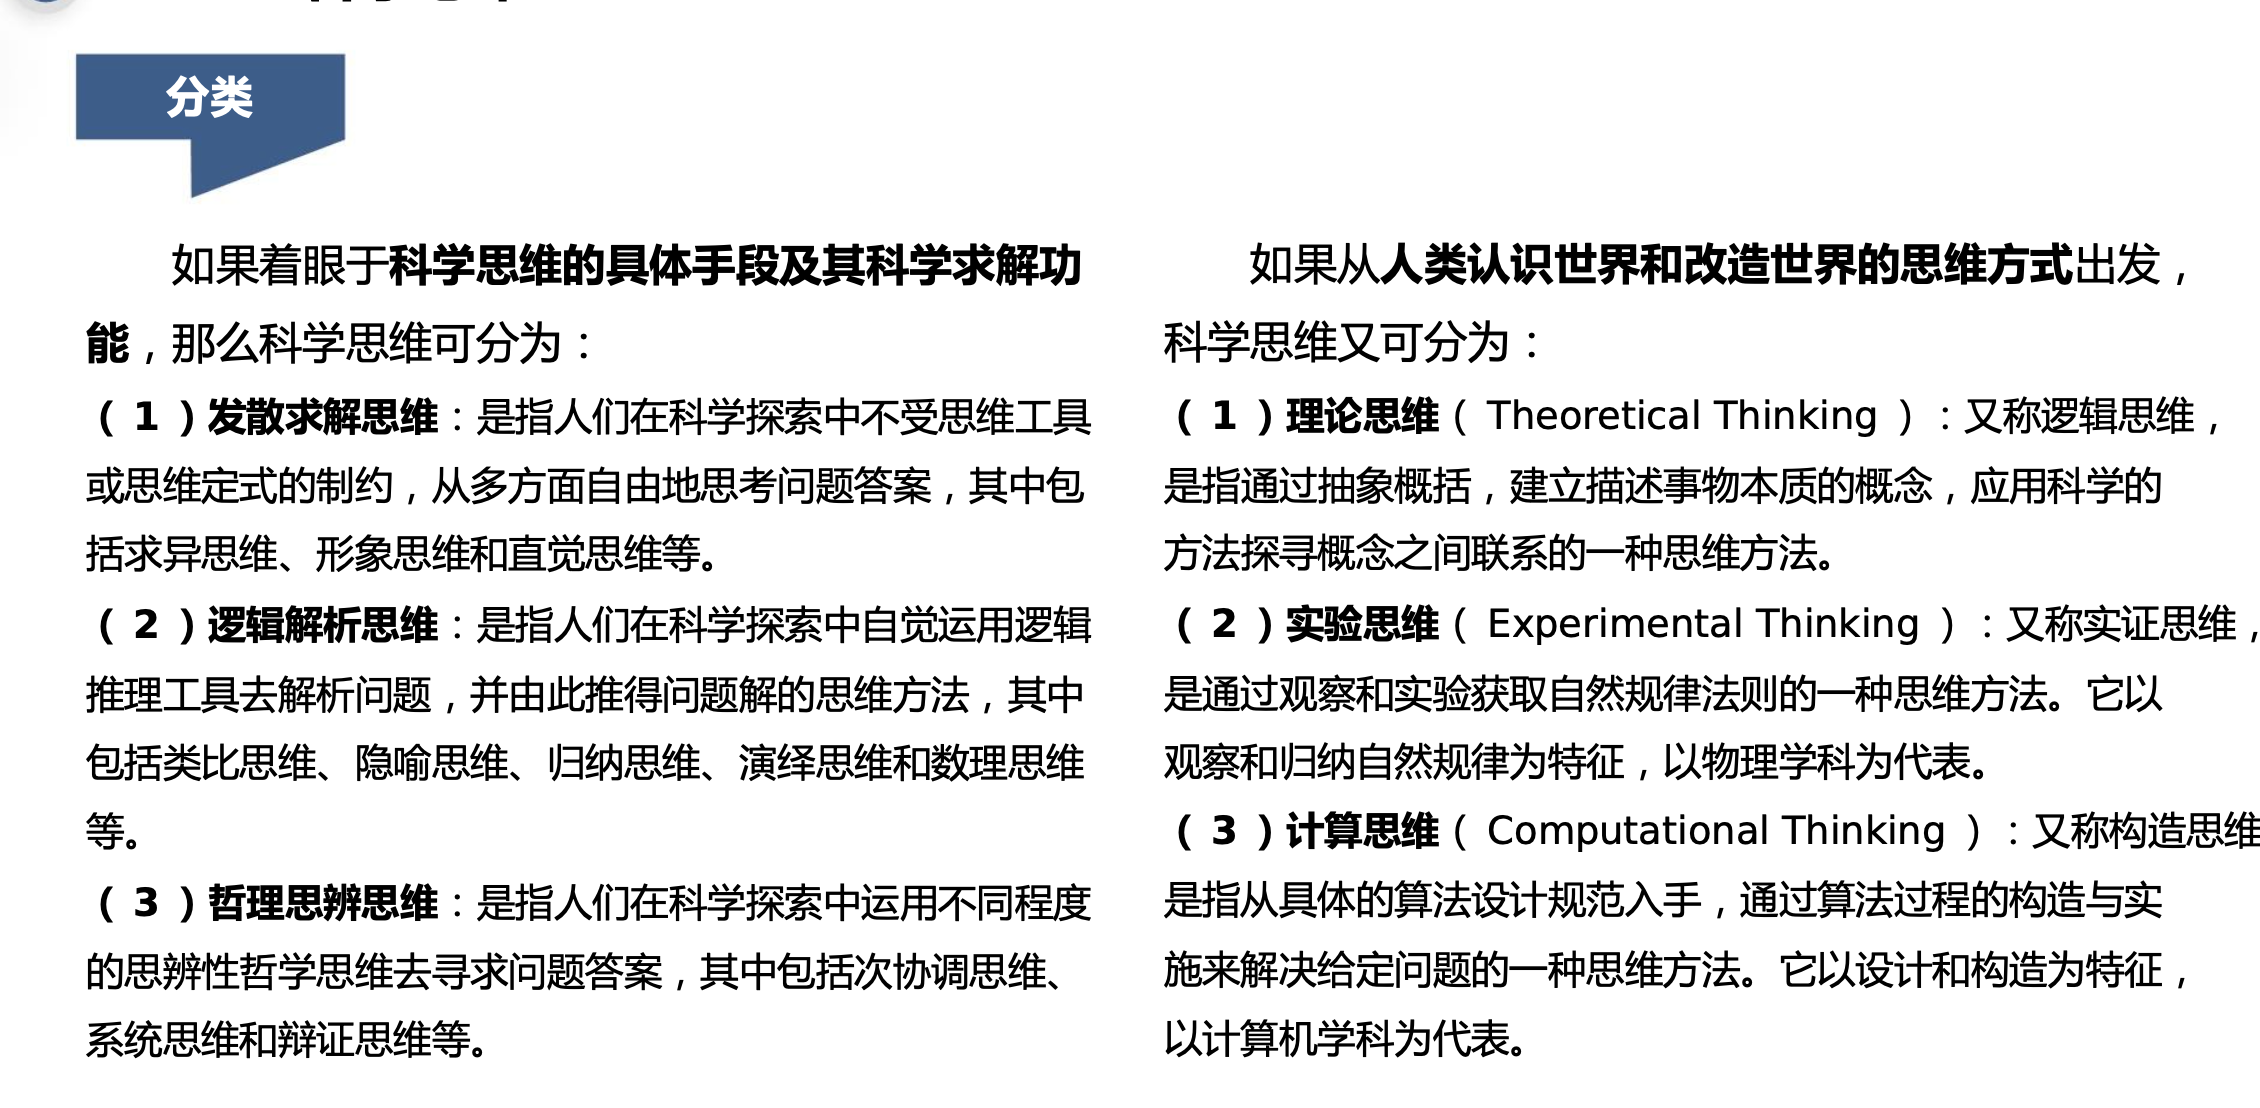 分类
如果着眼于科学思维的具体手段及其科学求解功
能，那么科学思维可分为：
（1）发散求解思维：是指人们在科学探索中不受思维工具
或思维定式的制约，从多方面自由地思考问题答案，其中包
括求异思维、形象思维和直觉思维等。
（2）逻辑解析思维：是指人们在科学探索中自觉运用逻辑
推理工具去解析问题，并由此推得问题解的思维方法，其中
包括类比思维、隐喻思维、归纳思维、演绎思维和数理思维
等。
（3）哲理思辨思维：是指人们在科学探索中运用不同程度
的思辨性哲学思维去寻求问题答案，其中包括次协调思维、
系统思维和辩证思维等。
如果从人类认识世界和改造世界的思维方式出发，
科学思维又可分为：
（1）理论思维（Theoretical Thinking）：又称逻辑思维，
是指通过抽象概括，建立描述事物本质的概念，应用科学的
方法探寻概念之间联系的一种思维方法。
（2）实验思维（Experimental Thinking）：又称实证思维，
是通过观察和实验获取自然规律法则的一种思维方法。它以
观察和归纳自然规律为特征，以物理学科为代表。
（3）计算思维（Computational Thinking）：又称构造思维
是指从具体的算法设计规范入手，通过算法过程的构造与实
施来解决给定问题的一种思维方法。它以设计和构造为特征，
以计算机学科为代表。